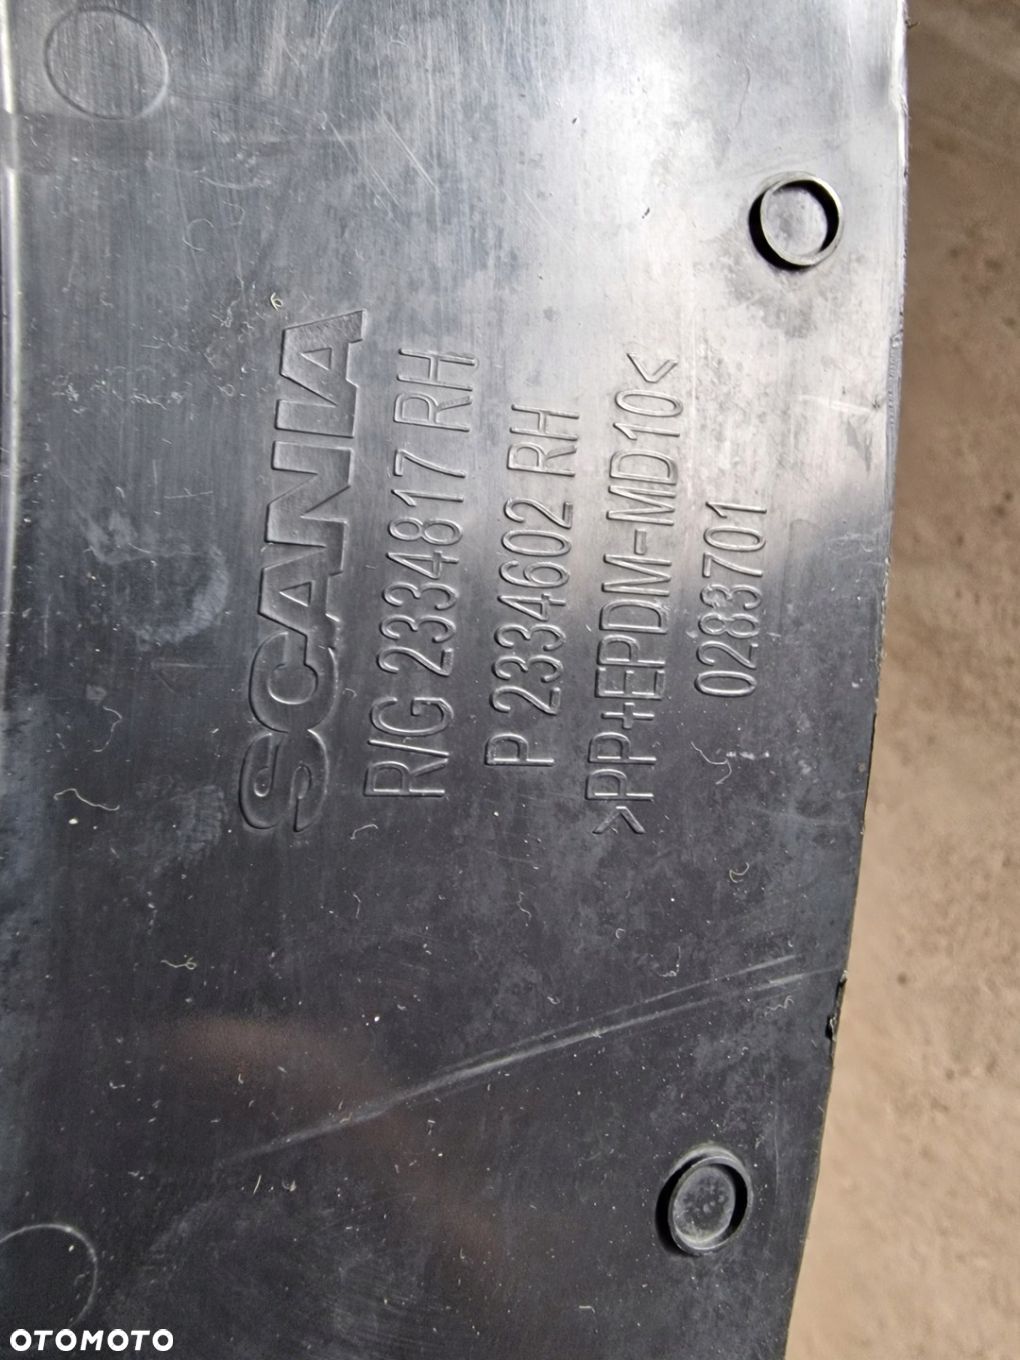 SCANIA
R/G 2334817 RH
P 2334602 RH
>PP+EPDM-MD10<
0283701
OTOMOTO